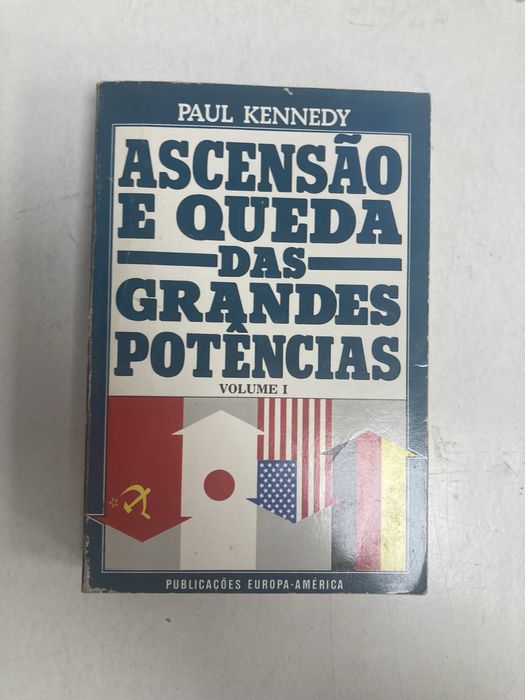 PAUL KENNEDY
ASCENSÃO
E QUEDA
DAS
GRANDES
POTÊNCIAS
VOLUME I
PUBLICAÇÕES EUROPA-AMÉRICA